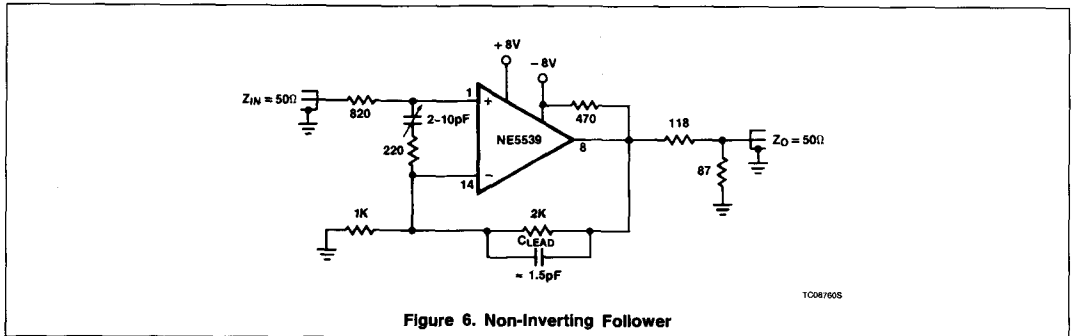 + 8V
− 8V
Z_IN = 50Ω
820
1
+
2–10pF
470
NE5539
118
8
Z_O = 50Ω
220
87
14
−
1K
2K
C_LEAD
≈ 1.5pF
TC08760S
Figure 6. Non-Inverting Follower